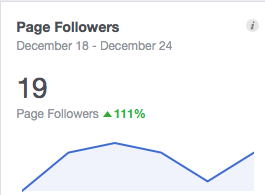 Page Followers
i
December 18 - December 24
19
Page Followers ▲111%